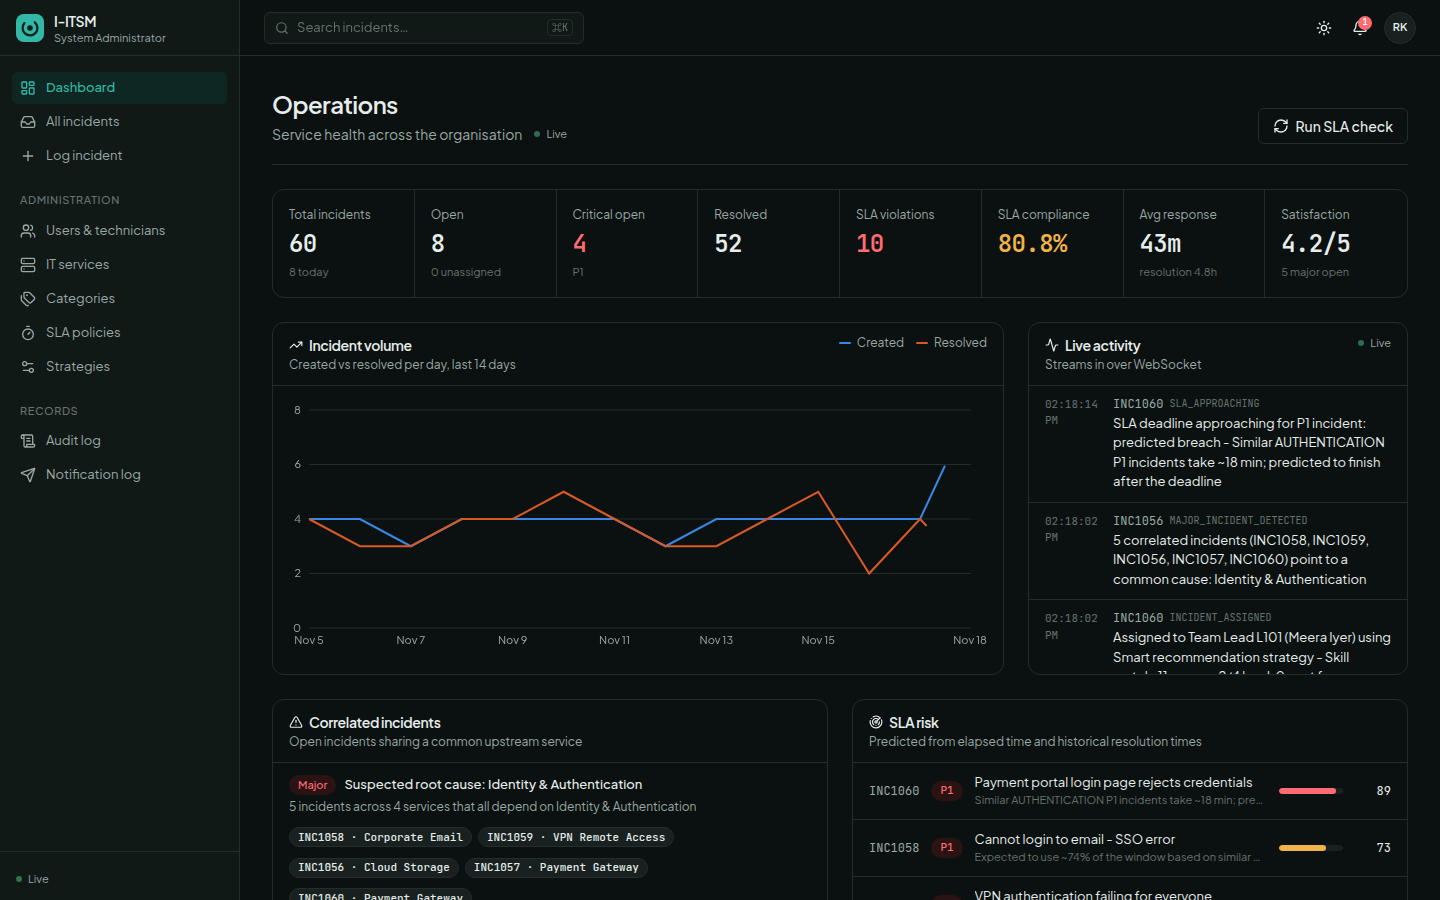 I-ITSM
System Administrator
Search incidents...
⌘K
1
RK
Dashboard
All incidents
Log incident
ADMINISTRATION
Users & technicians
IT services
Categories
SLA policies
Strategies
RECORDS
Audit log
Notification log
Live
Operations
Service health across the organisation
Live
Run SLA check
Total incidents
60
8 today
Open
8
0 unassigned
Critical open
4
P1
Resolved
52
SLA violations
10
SLA compliance
80.8%
Avg response
43m
resolution 4.8h
Satisfaction
4.2/5
5 major open
Incident volume
Created vs resolved per day, last 14 days
Created
Resolved
8
6
4
2
0
Nov 5
Nov 7
Nov 9
Nov 11
Nov 13
Nov 15
Nov 18
Live activity
Streams in over WebSocket
Live
02:18:14 PM
INC1060 SLA_APPROACHING
SLA deadline approaching for P1 incident:
predicted breach - Similar AUTHENTICATION
P1 incidents take ~18 min; predicted to finish
after the deadline
02:18:02 PM
INC1056 MAJOR_INCIDENT_DETECTED
5 correlated incidents (INC1058, INC1059,
INC1056, INC1057, INC1060) point to a
common cause: Identity & Authentication
02:18:02 PM
INC1060 INCIDENT_ASSIGNED
Assigned to Team Lead L101 (Meera Iyer) using
Smart recommendation strategy - Skill
Correlated incidents
Open incidents sharing a common upstream service
Major
Suspected root cause: Identity & Authentication
5 incidents across 4 services that all depend on Identity & Authentication
INC1058 · Corporate Email
INC1059 · VPN Remote Access
INC1056 · Cloud Storage
INC1057 · Payment Gateway
INC1060 · Payment Gateway
SLA risk
Predicted from elapsed time and historical resolution times
INC1060
P1
Payment portal login page rejects credentials
Similar AUTHENTICATION P1 incidents take ~18 min; pre...
89
INC1058
P1
Cannot login to email - SSO error
Expected to use ~74% of the window based on similar ...
73
VPN authentication failing for everyone